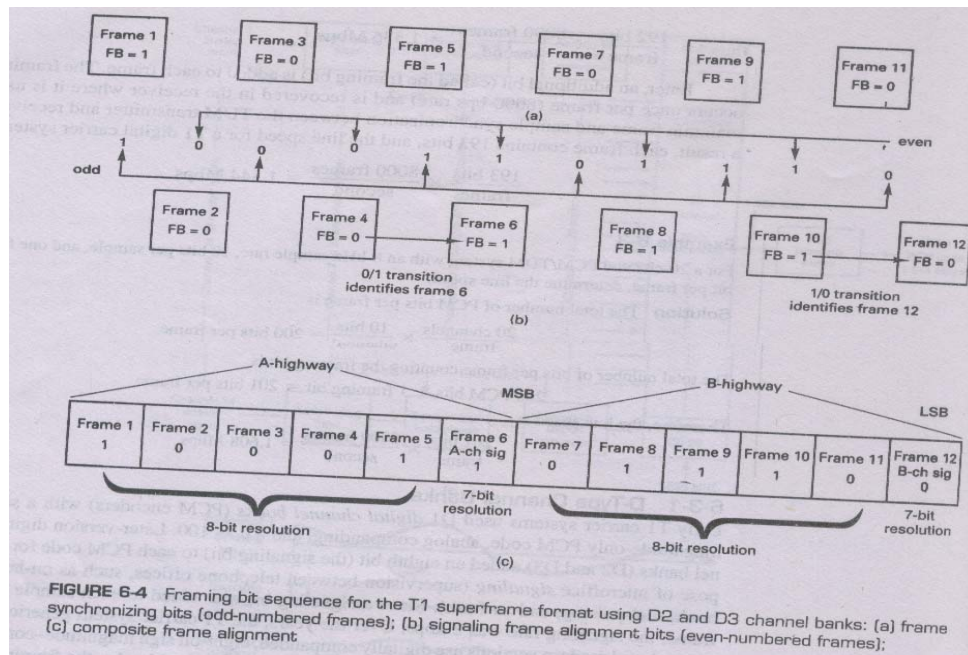 Frame 1
FB = 1
Frame 3
FB = 0
Frame 5
FB = 1
Frame 7
FB = 0
Frame 9
FB = 1
Frame 11
FB = 0
(a)
even
0 0 1 1 1
1 0 1 0 1 0
odd
Frame 2
FB = 0
Frame 4
FB = 0
Frame 6
FB = 1
Frame 8
FB = 1
Frame 10
FB = 1
Frame 12
FB = 0
0/1 transition
identifies frame 6
1/0 transition
identifies frame 12
(b)
A-highway
MSB
B-highway
LSB
Frame 1
1
Frame 2
0
Frame 3
0
Frame 4
0
Frame 5
1
Frame 6
A-ch sig
1
Frame 7
0
Frame 8
1
Frame 9
1
Frame 10
1
Frame 11
0
Frame 12
B-ch sig
0
8-bit resolution
7-bit
resolution
8-bit resolution
7-bit
resolution
(c)
FIGURE 6-4 Framing bit sequence for the T1 superframe format using D2 and D3 channel banks: (a) frame
synchronizing bits (odd-numbered frames); (b) signaling frame alignment bits (even-numbered frames);
(c) composite frame alignment